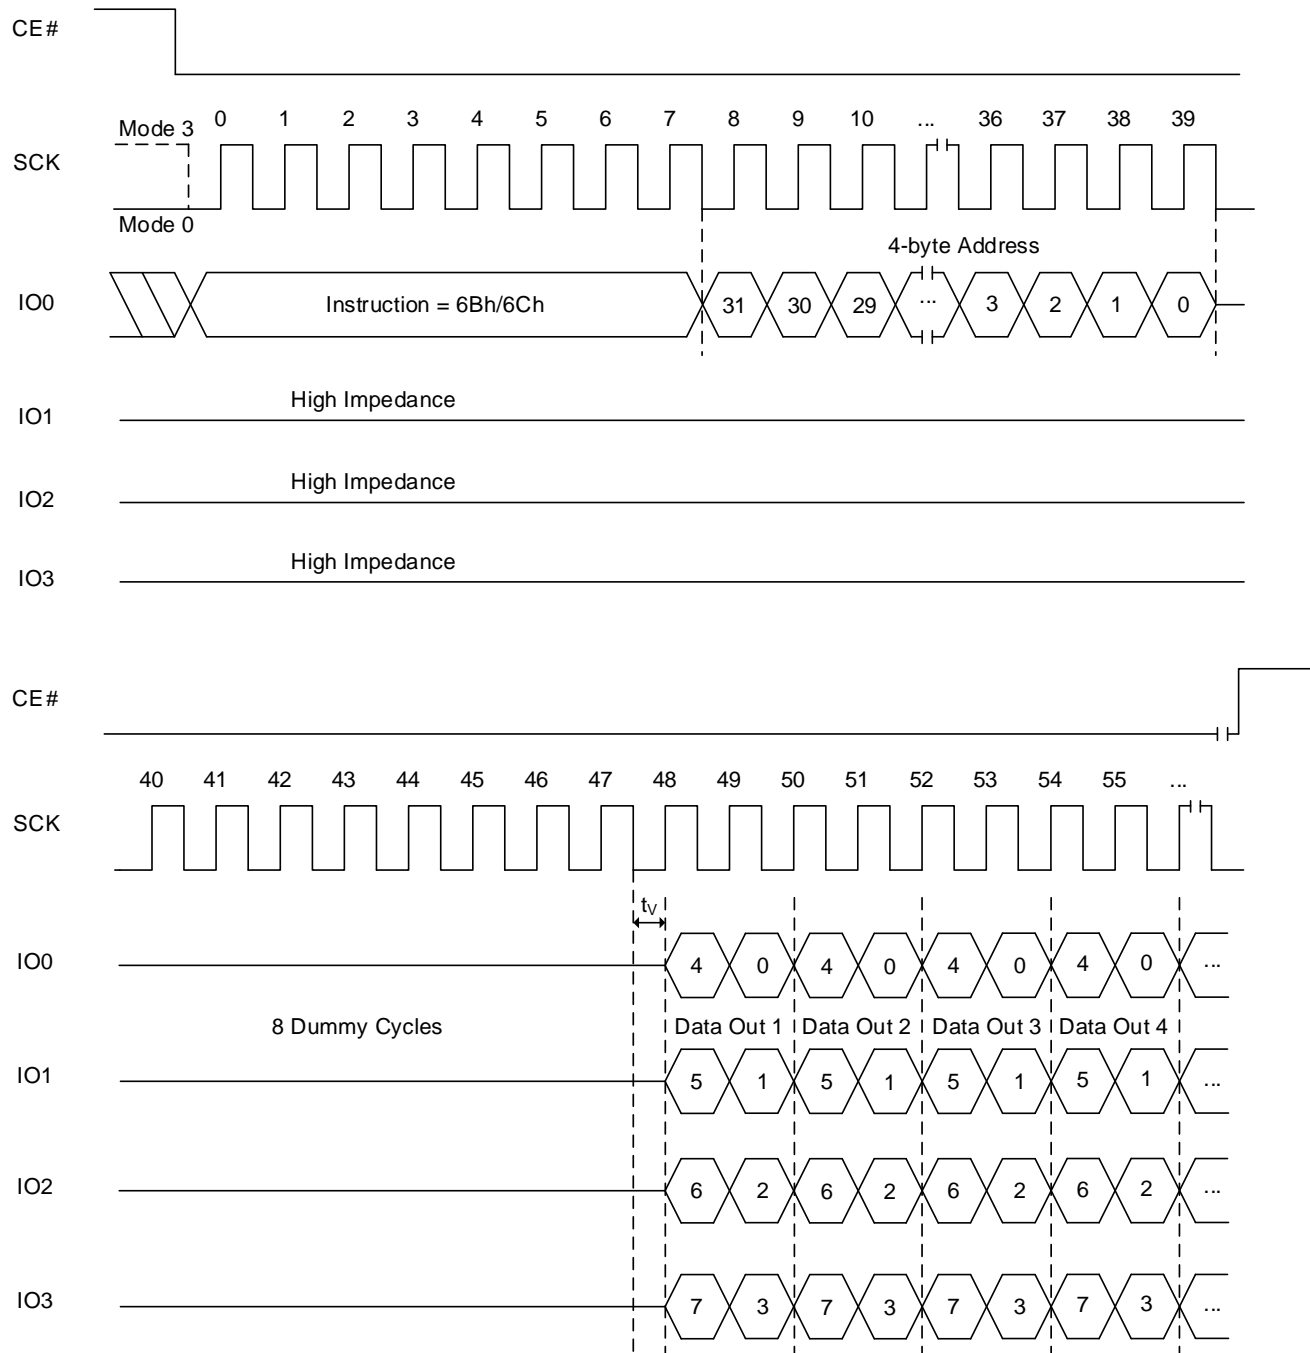 CE#
Mode 3 0 1 2 3 4 5 6 7 8 9 10 ... 36 37 38 39
SCK
Mode 0
4-byte Address
IO0 Instruction = 6Bh/6Ch 31 30 29 ... 3 2 1 0
High Impedance
IO1
High Impedance
IO2
High Impedance
IO3
CE#
40 41 42 43 44 45 46 47 48 49 50 51 52 53 54 55 ...
SCK
tV
IO0 4 0 4 0 4 0 4 0 ...
8 Dummy Cycles Data Out 1 Data Out 2 Data Out 3 Data Out 4
IO1 5 1 5 1 5 1 5 1 ...
IO2 6 2 6 2 6 2 6 2 ...
IO3 7 3 7 3 7 3 7 3 ...